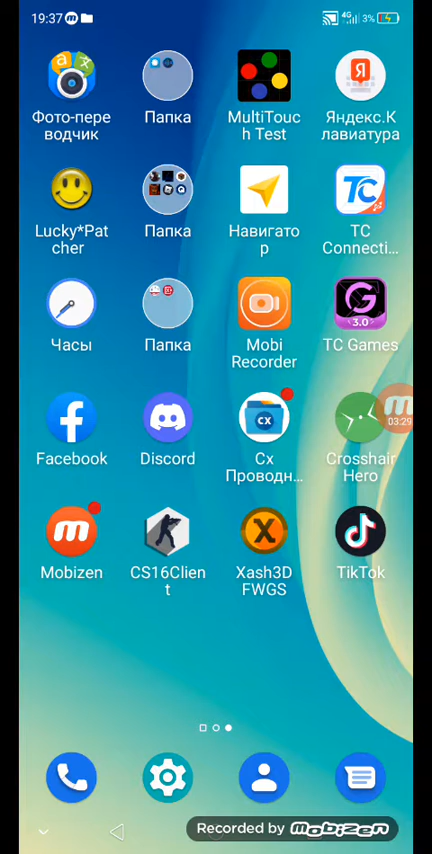 19:37 4G 3%
Фото-пере
водчик
Папка
MultiTouc
h Test
Яндекс.К
лавиатура
Lucky*Pat
cher
Папка
Навигато
р
TC
Connecti...
Часы
Папка
Mobi
Recorder
3.0
TC Games
03:29
Facebook
Discord
CX
Cx
Проводн...
Crosshair
Hero
Mobizen
CS16Clien
t
Xash3D
FWGS
TikTok
Recorded by mobizen